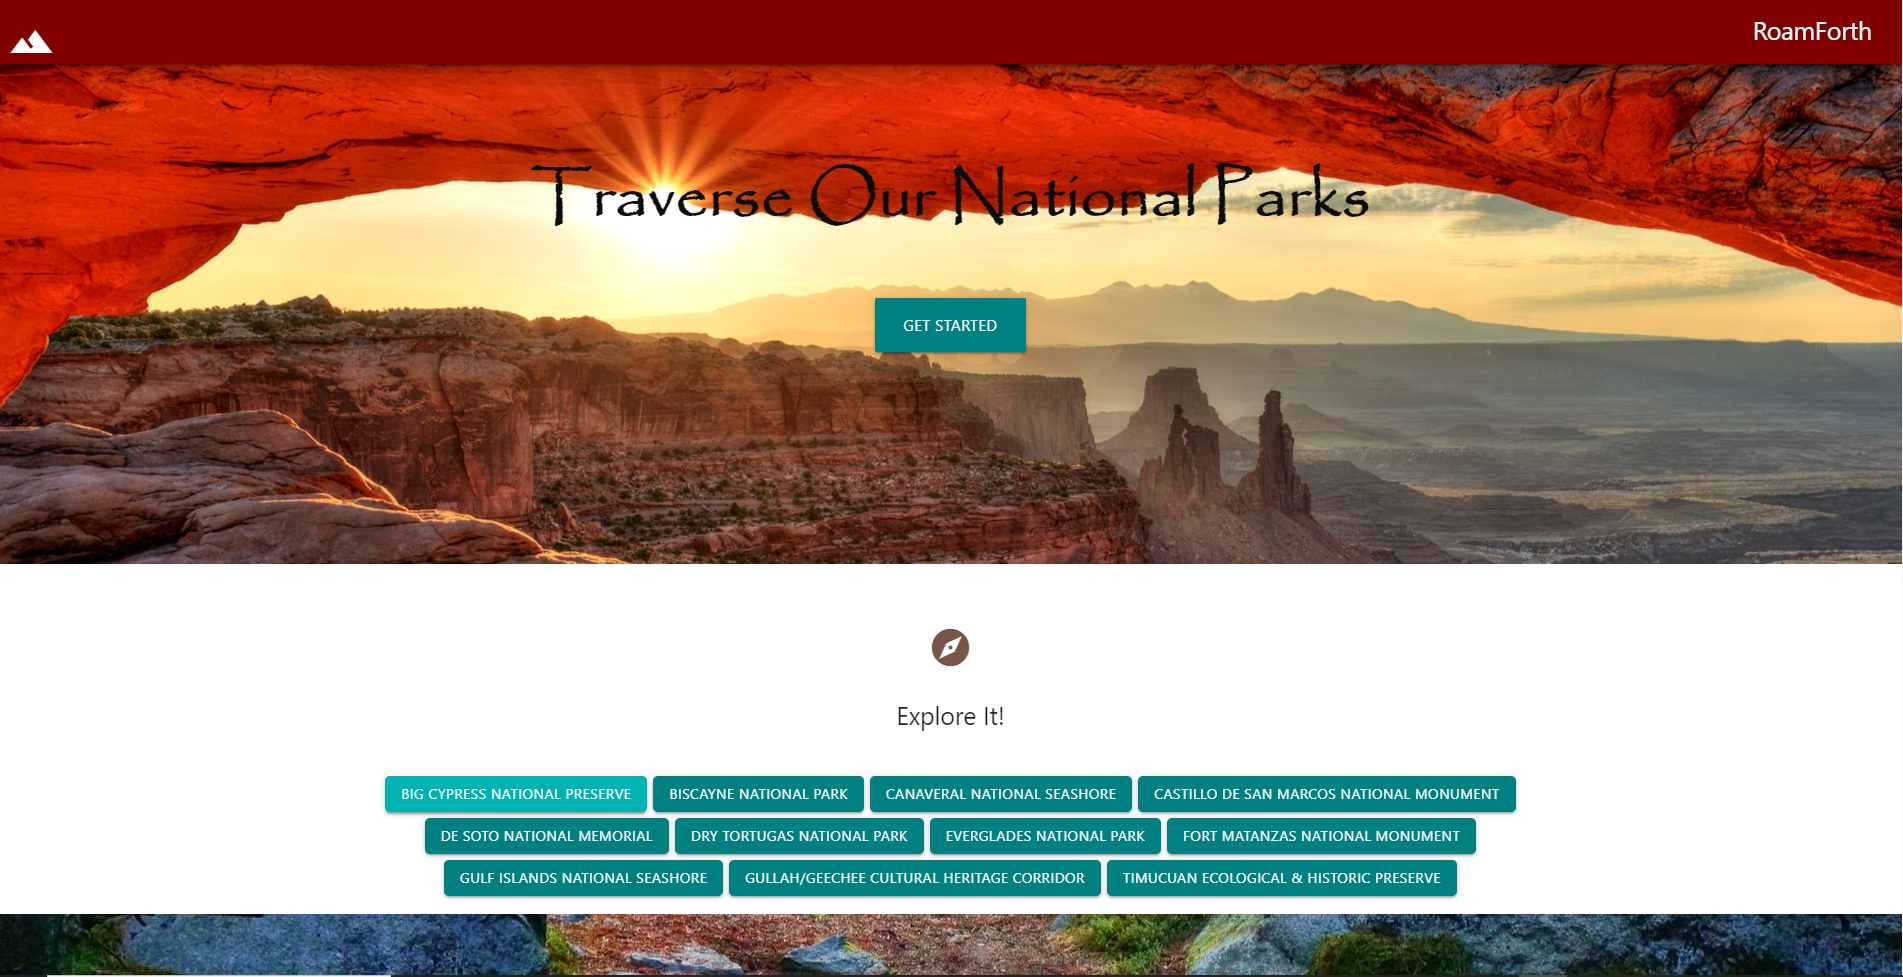 RoamForth
Traverse Our National Parks
GET STARTED
Explore It!
BIG CYPRESS NATIONAL PRESERVE
BISCAYNE NATIONAL PARK
CANAVERAL NATIONAL SEASHORE
CASTILLO DE SAN MARCOS NATIONAL MONUMENT
DE SOTO NATIONAL MEMORIAL
DRY TORTUGAS NATIONAL PARK
EVERGLADES NATIONAL PARK
FORT MATANZAS NATIONAL MONUMENT
GULF ISLANDS NATIONAL SEASHORE
GULLAH/GEECHEE CULTURAL HERITAGE CORRIDOR
TIMUCUAN ECOLOGICAL & HISTORIC PRESERVE